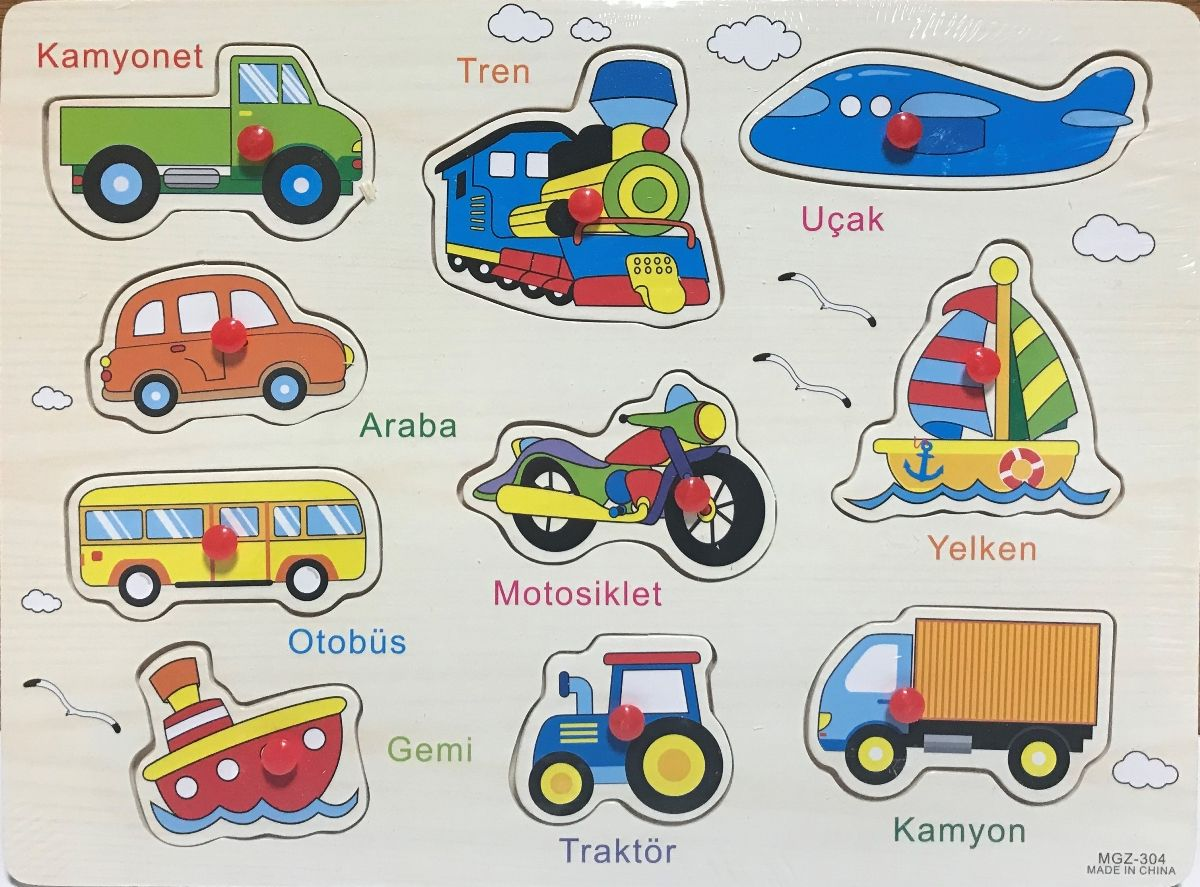 Kamyonet
Tren
Uçak
Araba
Yelken
Motosiklet
Otobüs
Gemi
Traktör
Kamyon
MGZ-304
MADE IN CHINA